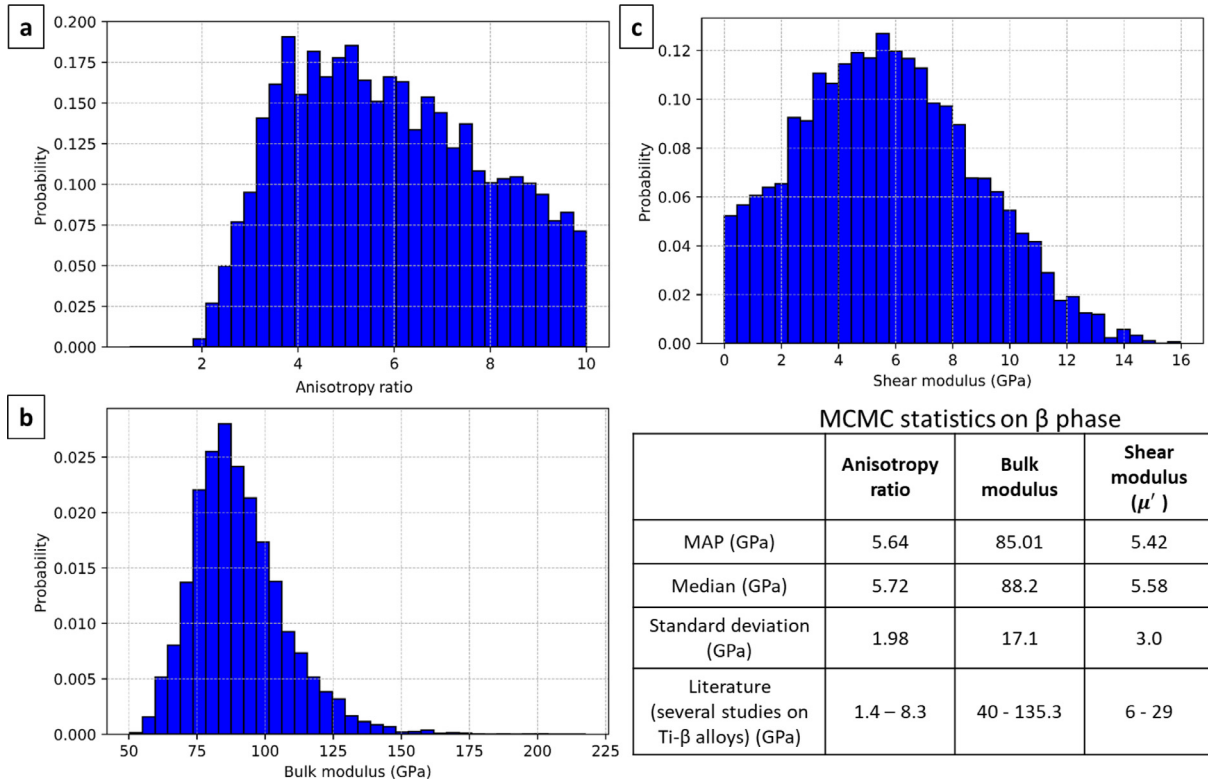 a
0.200
0.175
0.150
0.125
0.100
0.075
0.050
0.025
0.000
Probability
2 4 6 8 10
Anisotropy ratio
c
0.12
0.10
0.08
0.06
0.04
0.02
0.00
Probability
0 2 4 6 8 10 12 14 16
Shear modulus (GPa)
b
0.025
0.020
0.015
0.010
0.005
0.000
Probability
50 75 100 125 150 175 200 225
Bulk modulus (GPa)
MCMC statistics on β phase
Anisotropy
ratio
Bulk
modulus
Shear
modulus
(μ′ )
MAP (GPa) 5.64 85.01 5.42
Median (GPa) 5.72 88.2 5.58
Standard deviation
(GPa)
1.98 17.1 3.0
Literature
(several studies on
Ti-β alloys) (GPa)
1.4 – 8.3 40 - 135.3 6 - 29